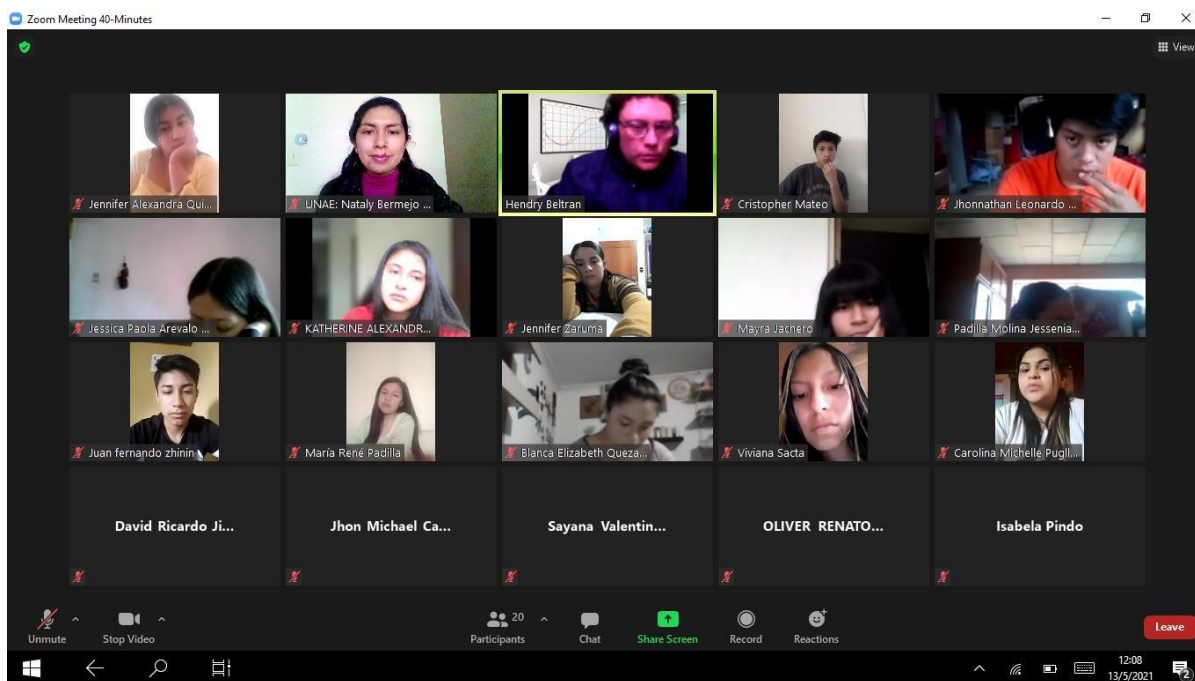 Zoom Meeting 40-Minutes
View
Jennifer Alexandra Qui...
UNAE: Nataly Bermejo ...
Hendry Beltran
Cristopher Mateo
Jhonnathan Leonardo ...
Jessica Paola Arevalo ...
KATHERINE ALEXANDR...
Jennifer Zaruma
Mayra Jachero
Padilla Molina Jessenia...
Juan fernando zhinin
María René Padilla
Blanca Elizabeth Queza...
Viviana Sacta
Carolina Michelle Pugll...
David Ricardo Ji...
Jhon Michael Ca...
Sayana Valentin...
OLIVER RENATO...
Isabela Pindo
Unmute
Stop Video
20
Participants
Chat
Share Screen
Record
Reactions
Leave
12:08
13/5/2021
2